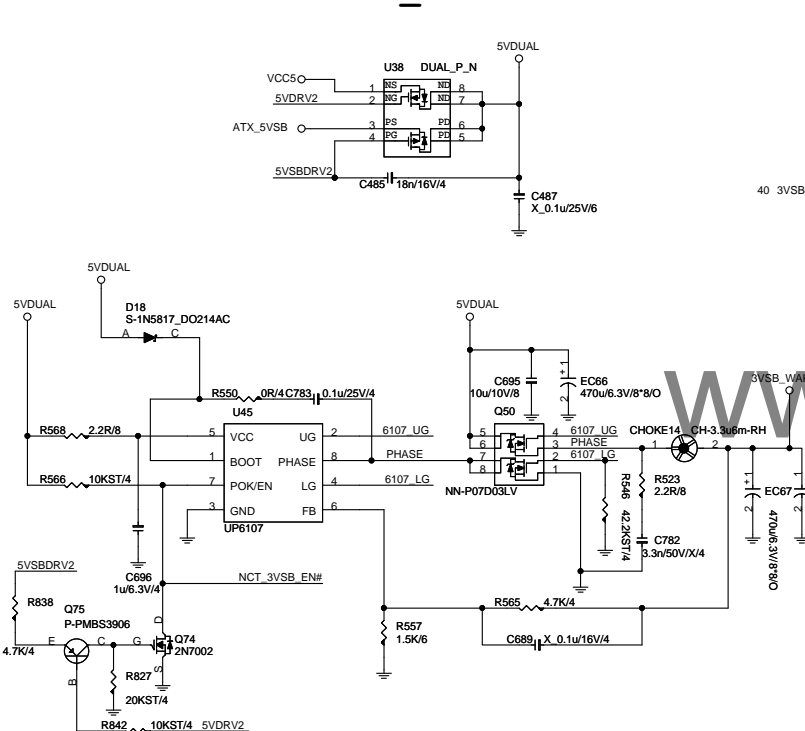 5VDUAL
U38 DUAL_P_N
VCC5
1 NS ND 8
5VDRV2 2 NG ND 7
ATX_5VSB 3 PS PD 6
4 PG PD 5
5VSBDRV2
C485 18n/16V/4
C487
X_0.1u/25V/6
40 3VSB
5VDUAL
5VDUAL
D18
S-1N5817_DO214AC
A C
5VDUAL
R550 0R/4 C783 0.1u/25V/4
C695
10u/10V/8
1 +
2
EC66
470u/6.3V/8*8/O
WW
3VSB_WA
U45
R568 2.2R/8
5 VCC UG 2 6107_UG
1 BOOT PHASE 8 PHASE
R566 10KST/4
7 POK/EN LG 4 6107_LG
3 GND FB 6
UP6107
Q50
5 4 6107_UG
6 3 PHASE
7 2 6107_LG
8 1
NN-P07D03LV
CHOKE14 CH-3.3u6m-RH
1 2
R546 42.2KST/4
R523
2.2R/8
C782
3.3n/50V/X/4
1 +
2
EC67
470u/6.3V/8*8/O
1
2
C696
1u/6.3V/4
NCT_3VSB_EN#
5VSBDRV2
R838
4.7K/4
Q75
P-PMBS3906
E C
B
D
G
S
Q74
2N7002
R827
20KST/4
R842 10KST/4 5VDRV2
R565 4.7K/4
R557
1.5K/6
C689 X_0.1u/16V/4